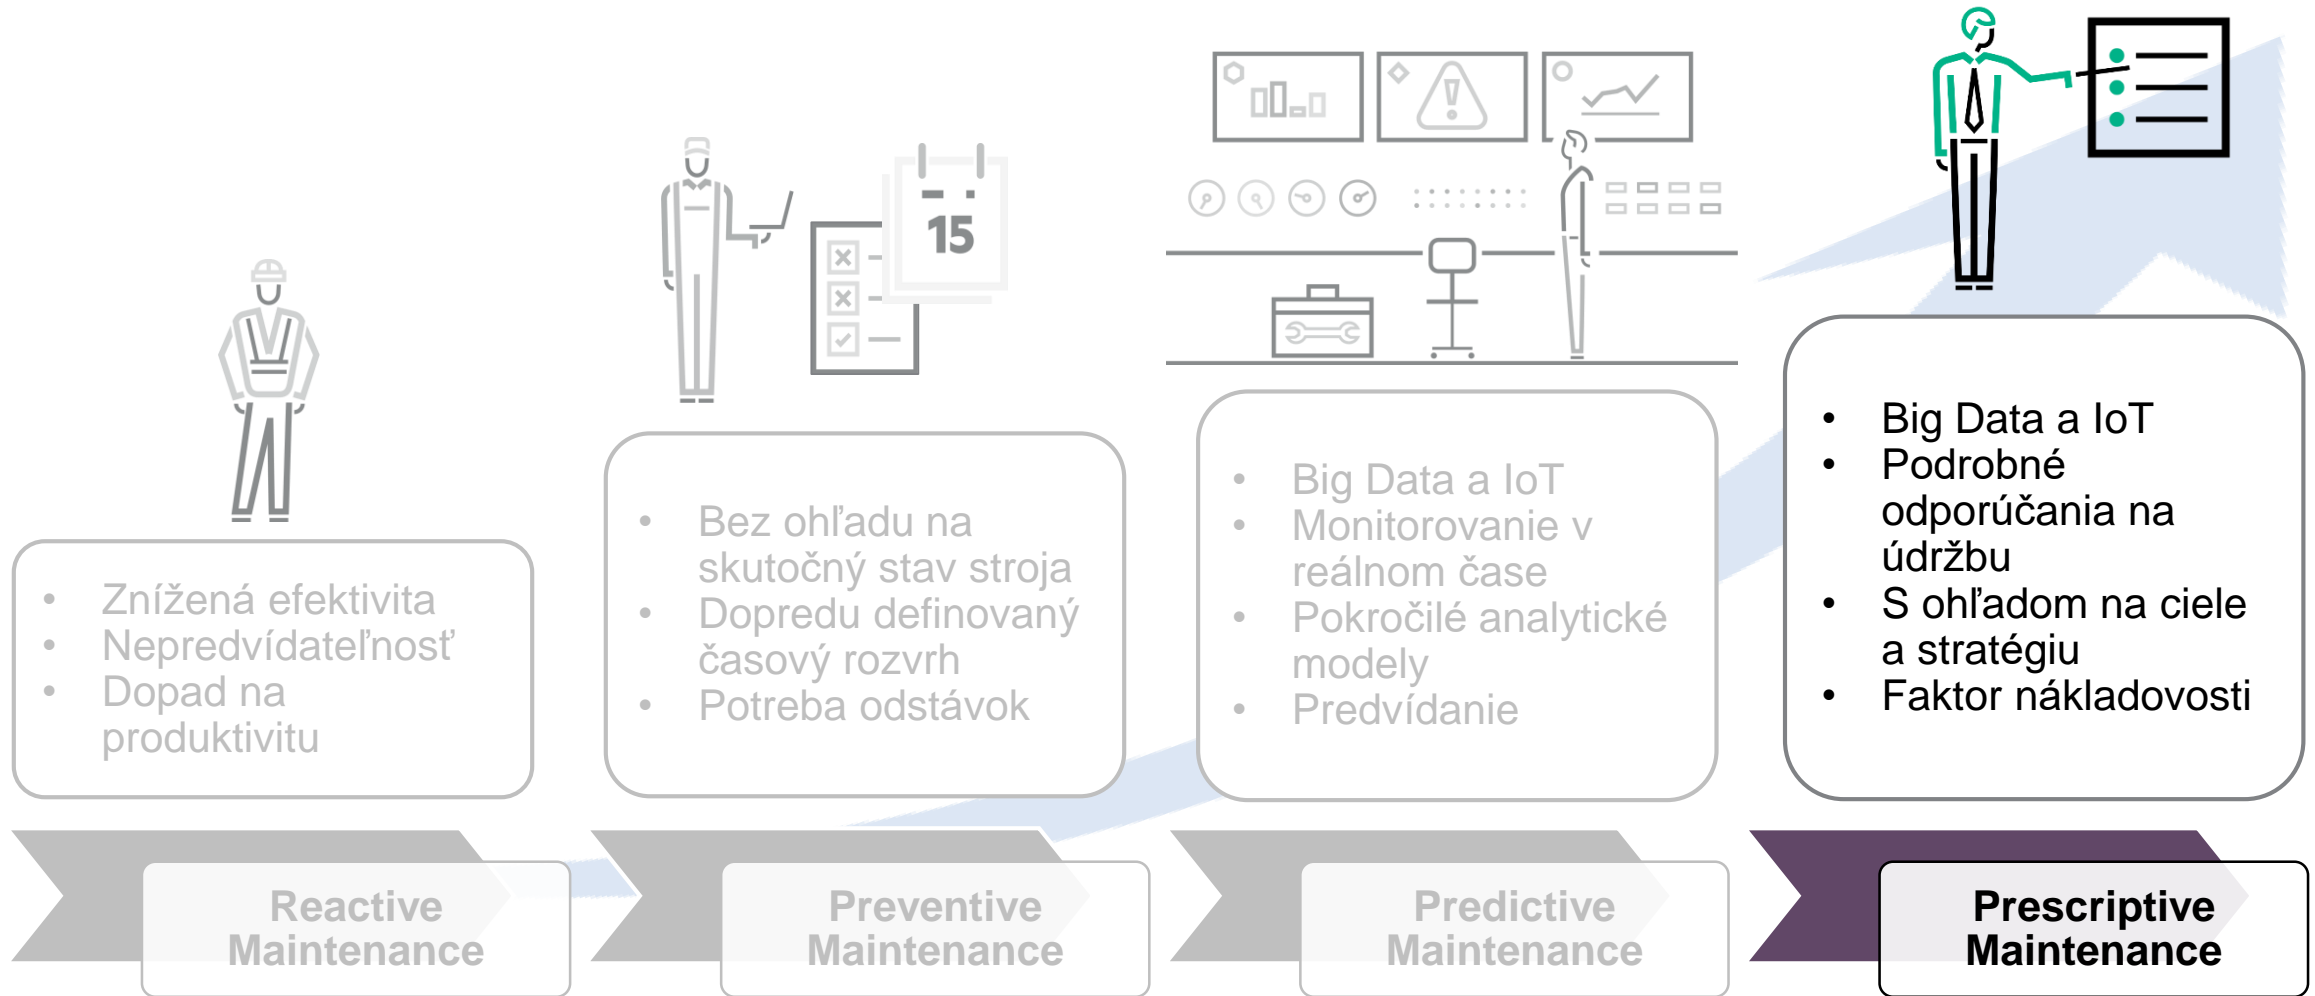 15
• Znížená efektivita
• Nepredvídateľnosť
• Dopad na
produktivitu
Reactive
Maintenance
• Bez ohľadu na
skutočný stav stroja
• Dopredu definovaný
časový rozvrh
• Potreba odstávok
Preventive
Maintenance
• Big Data a IoT
• Monitorovanie v
reálnom čase
• Pokročilé analytické
modely
• Predvídanie
Predictive
Maintenance
• Big Data a IoT
• Podrobné
odporúčania na
údržbu
• S ohľadom na ciele
a stratégiu
• Faktor nákladovosti
Prescriptive
Maintenance